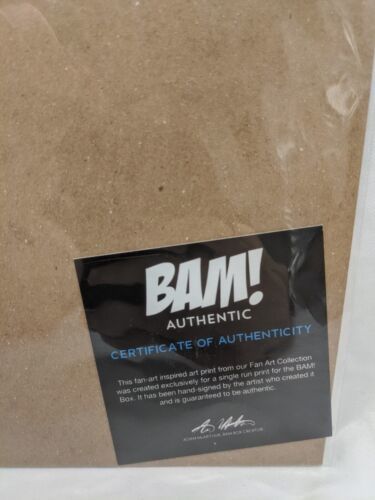 BAM!
AUTHENTIC
CERTIFICATE OF AUTHENTICITY
This fan-art inspired art print from our Fan Art Collection
was created exclusively for a single run print for the BAM!
Box. It has been hand-signed by the artist who created it
and is guaranteed to be authentic.